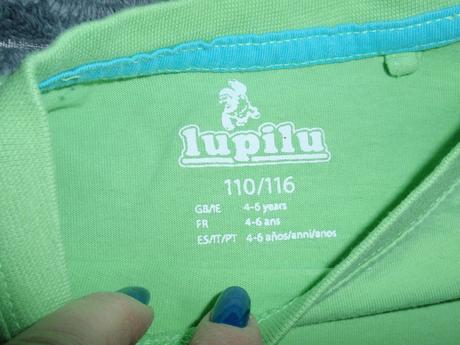 lupilu
110/116
GB/IE 4-6 years
FR 4-6 ans
ES/IT/PT 4-6 años/anni/anos